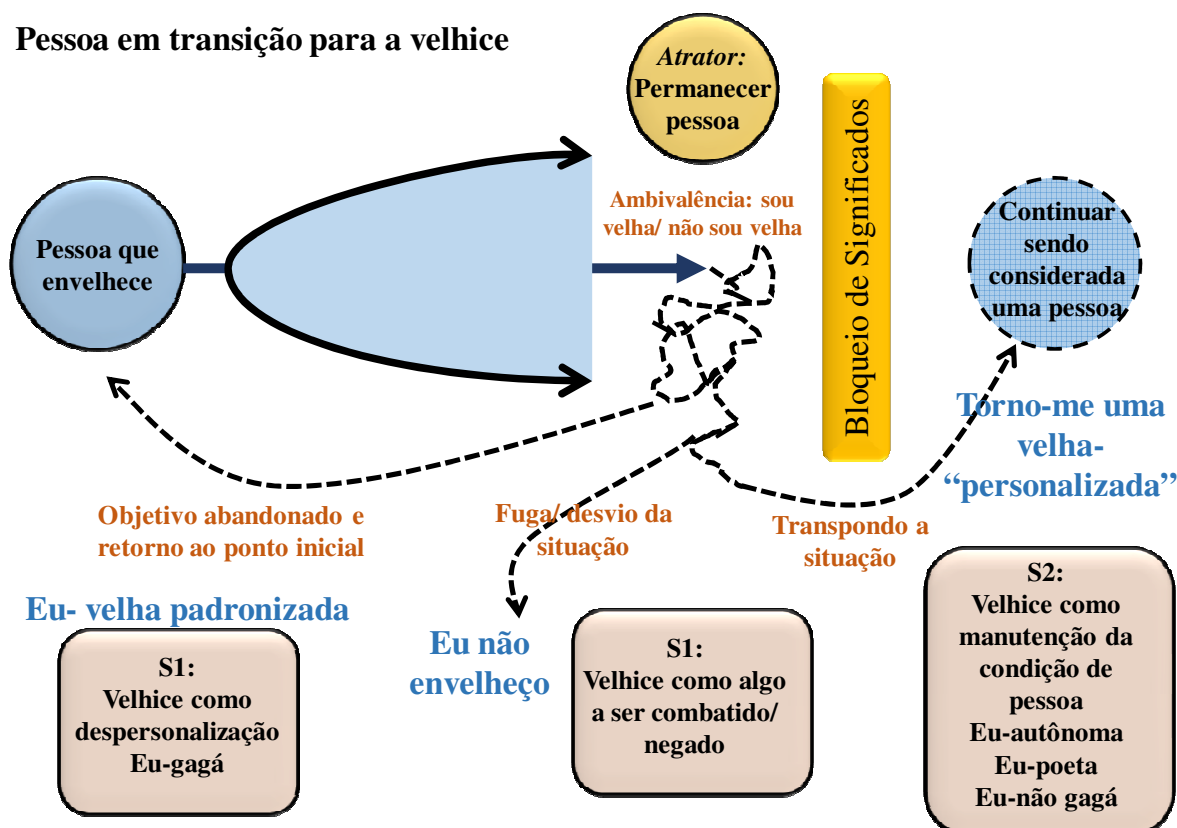 Pessoa em transição para a velhice
Atrator:
Permanecer
pessoa
Bloqueio de Significados
Ambivalência: sou
velha/ não sou velha
Pessoa que
envelhece
Continuar
sendo
considerada
uma pessoa
Torno-me uma
velha-
“personalizada”
Objetivo abandonado e
retorno ao ponto inicial
Fuga/ desvio da
situação
Transpondo a
situação
Eu- velha padronizada
S1:
Velhice como
despersonalização
Eu-gagá
Eu não
envelheço
S1:
Velhice como algo
a ser combatido/
negado
S2:
Velhice como
manutenção da
condição de
pessoa
Eu-autônoma
Eu-poeta
Eu-não gagá